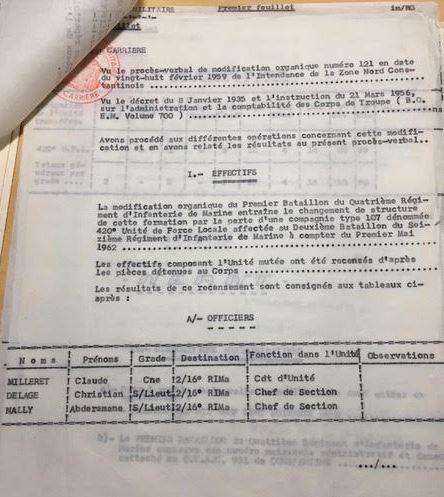 MILITAIRE Premier feuillet im/RG
CARRIERE
Vu le procès-verbal de modification organique numéro 121 en date
du vingt-huit février 1959 de l'Intendance de la Zone Nord Cons-
tantinois
Vu le décret du 8 Janvier 1935 et l'instruction du 21 Mars 1956,
sur l'administration et la comptabilité des Corps de Troupe ( B.O.
E.M. Volume 700 )
Avons procédé aux différentes opérations concernant cette modifi-
cation et en avons relaté les résultats au présent procès-verbal..
I.- EFFECTIFS
La modification organique du Premier Bataillon du Quatrième Régi-
ment d'Infanterie de Marine entraîne le changement de structure
de cette formation par la perte d'une compagnie type 107 dénommée
420° Unité de Force Locale affectée au Deuxième Bataillon du Sei-
zième Régiment d'Infanterie de Marine à compter du Premier Mai
1962
Les effectifs composant l'Unité mutée ont été recensés d'après
les pièces détenues au Corps
Les résultats de ce recensement sont consignés aux tableaux ci-
après :
A/- OFFICIERS
Noms Prénoms Grade Destination Fonction dans l'Unité Observations
MILLERET Claude Cne 2/16° RIMa Cdt d'Unité
DELAGE Christian S/Lieut 2/16° RIMa Chef de Section
NALLY Abderamane S/Lieut 2/16° RIMa Chef de Section
.../...